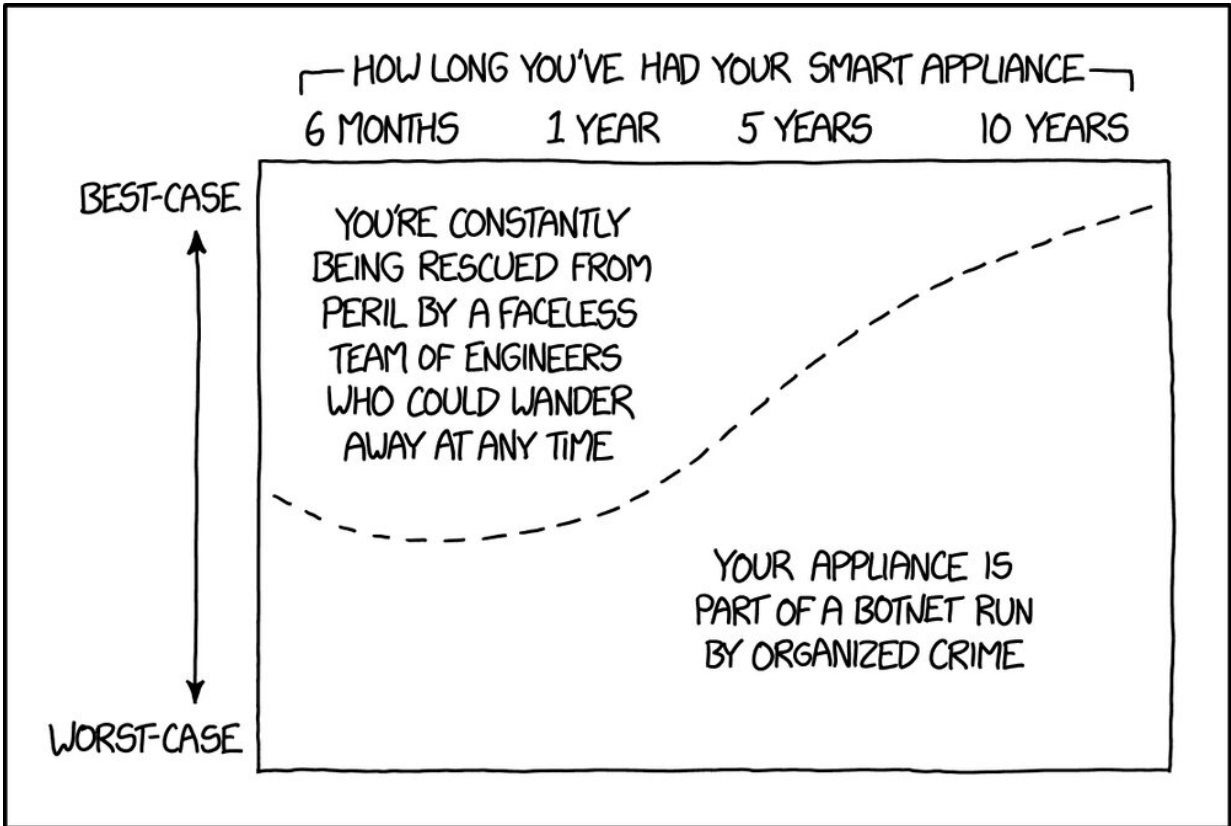 HOW LONG YOU'VE HAD YOUR SMART APPLIANCE
6 MONTHS 1 YEAR 5 YEARS 10 YEARS
BEST-CASE
YOU'RE CONSTANTLY
BEING RESCUED FROM
PERIL BY A FACELESS
TEAM OF ENGINEERS
WHO COULD WANDER
AWAY AT ANY TIME
YOUR APPLIANCE IS
PART OF A BOTNET RUN
BY ORGANIZED CRIME
WORST-CASE